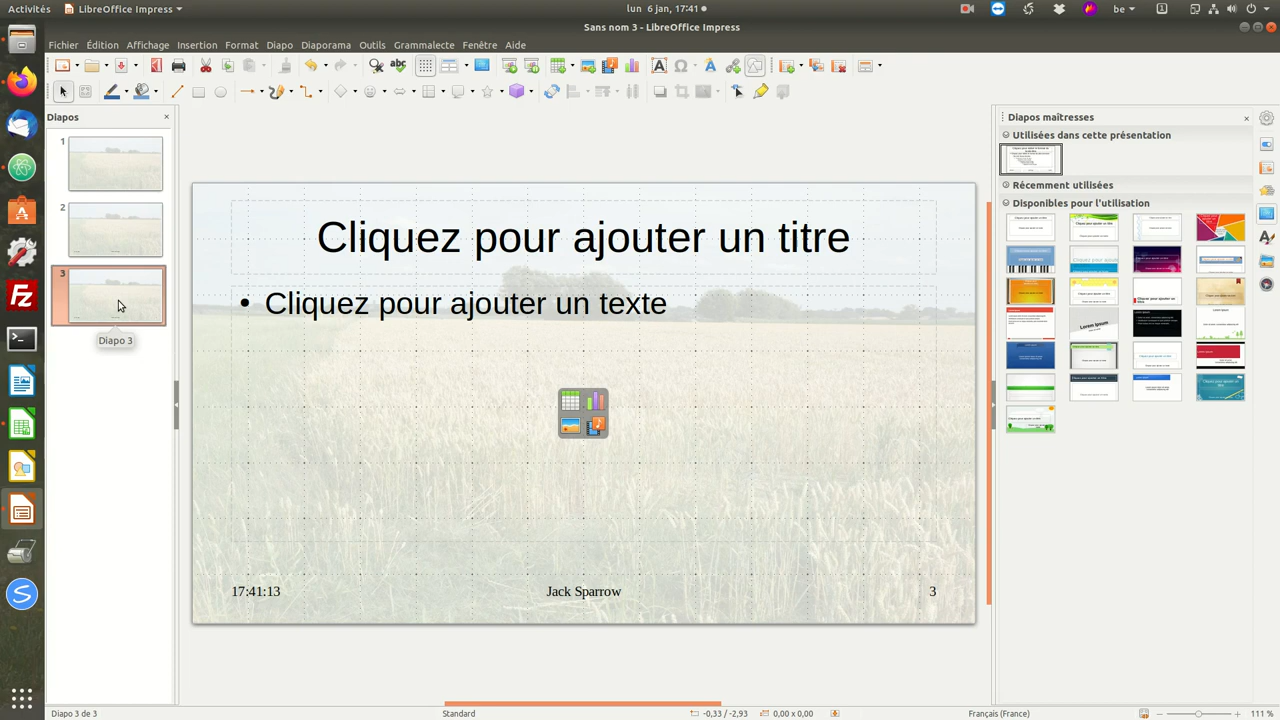 Activités
LibreOffice Impress
lun 6 jan, 17:41
be
Sans nom 3 - LibreOffice Impress
Fichier Édition Affichage Insertion Format Diapo Diaporama Outils Grammalecte Fenêtre Aide
Diapos
1
2
3
Diapo 3
Cliquez pour ajouter un titre
• Cliquez pour ajouter un texte
17:41:13
Jack Sparrow
3
Diapos maîtresses
Utilisées dans cette présentation
Récemment utilisées
Disponibles pour l'utilisation
Diapo 3 de 3
Standard
-0,33 / -2,93
0,00 x 0,00
Français (France)
111 %